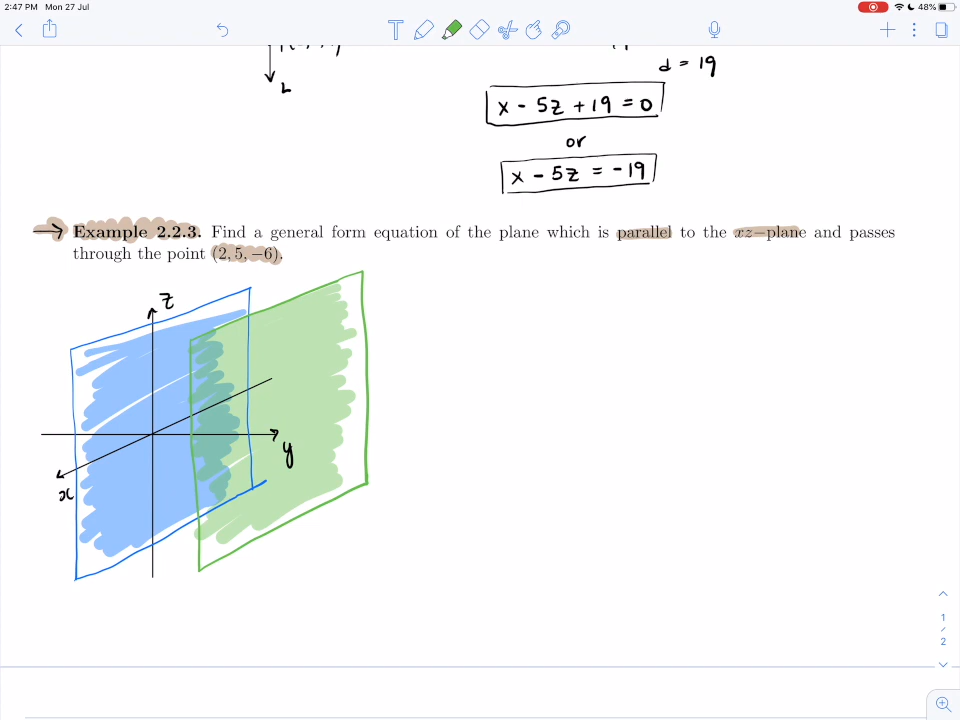 2:47 PM Mon 27 Jul
48%
T
d = 19
L
x - 5z + 19 = 0
or
x - 5z = -19
→ Example 2.2.3. Find a general form equation of the plane which is parallel to the xz−plane and passes
through the point (2, 5, −6).
z
y
x
1
/
2